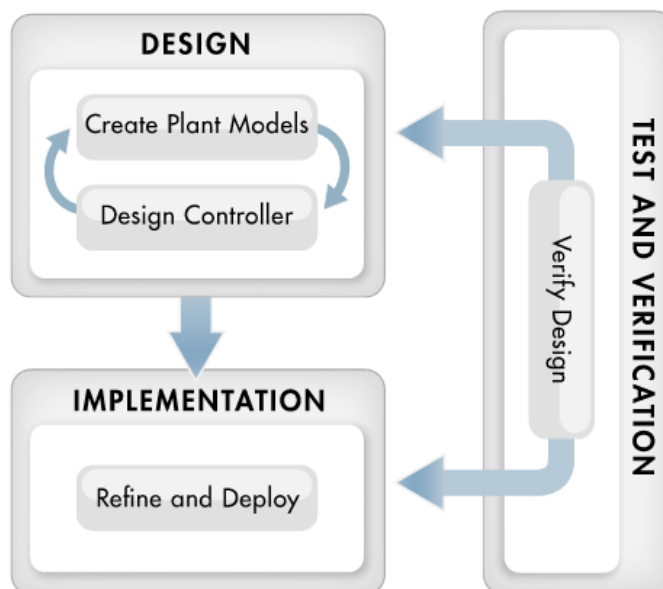 DESIGN
Create Plant Models
Design Controller
IMPLEMENTATION
Refine and Deploy
Verify Design
TEST AND VERIFICATION